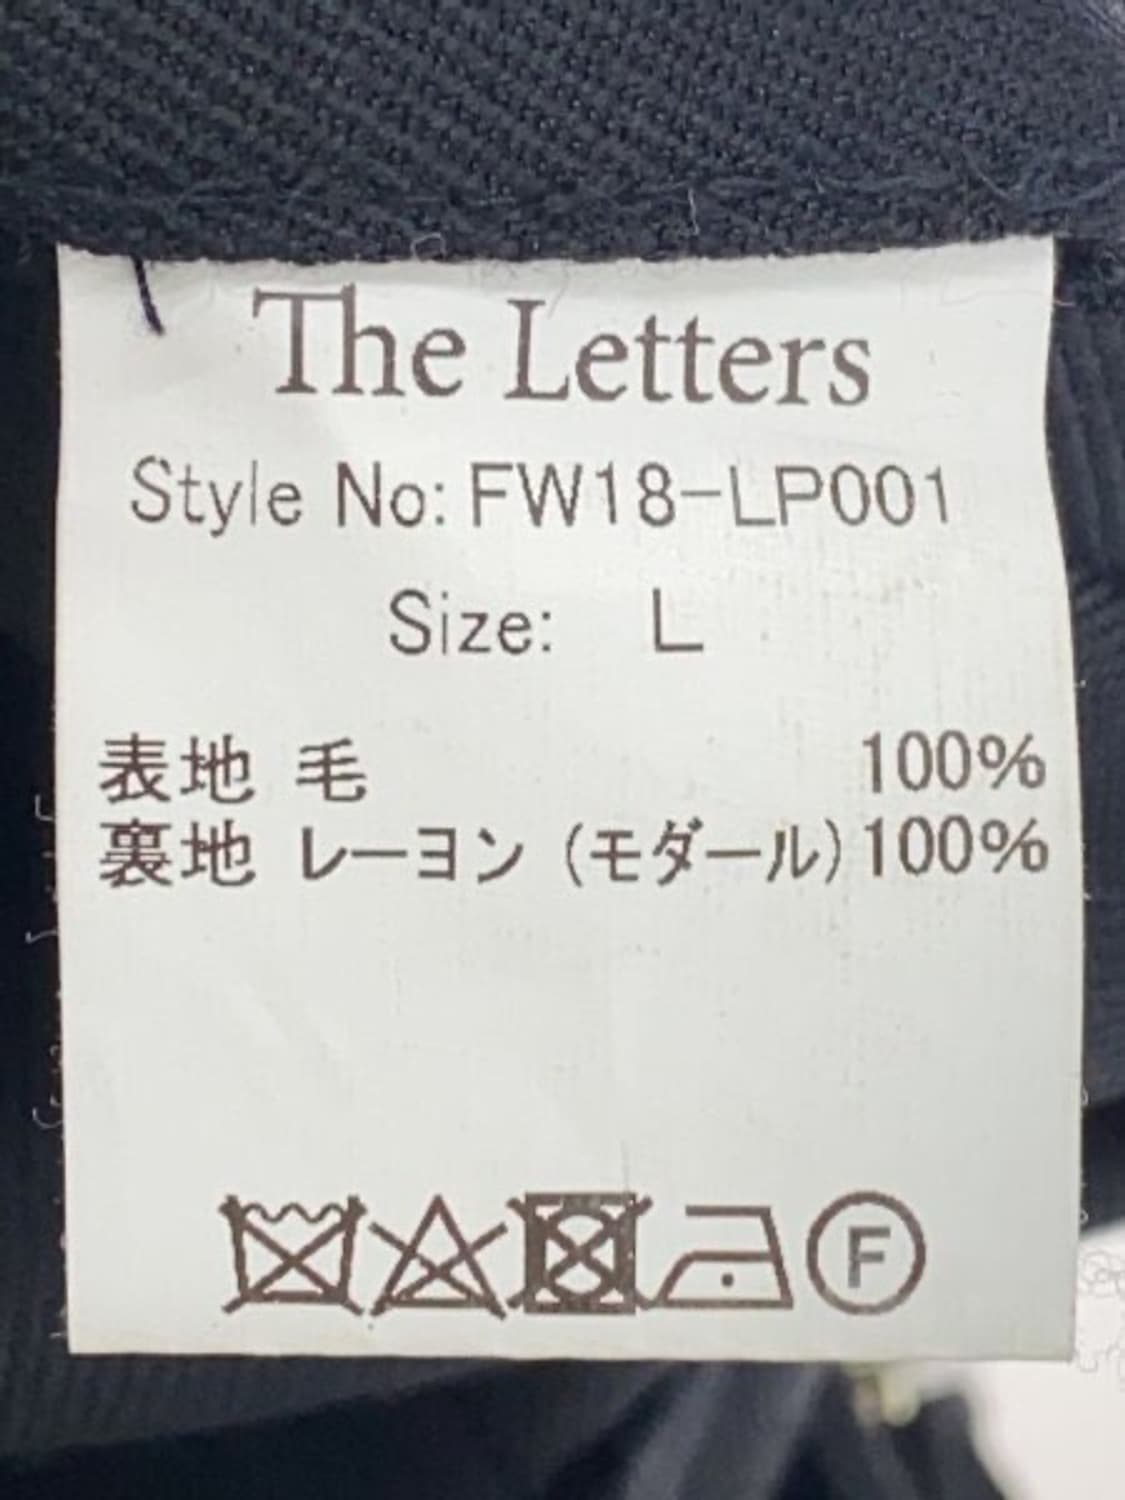 The Letters
Style No: FW18-LP001
Size: L
表地 毛 100%
裏地 レーヨン (モダール) 100%
F